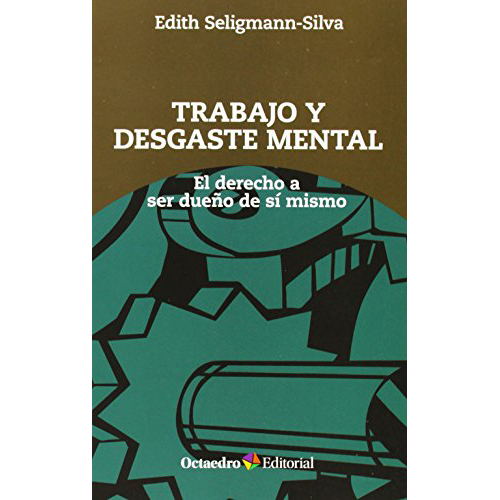 Edith Seligmann-Silva
TRABAJO Y
DESGASTE MENTAL
El derecho a
ser dueño de sí mismo
Octaedro Editorial